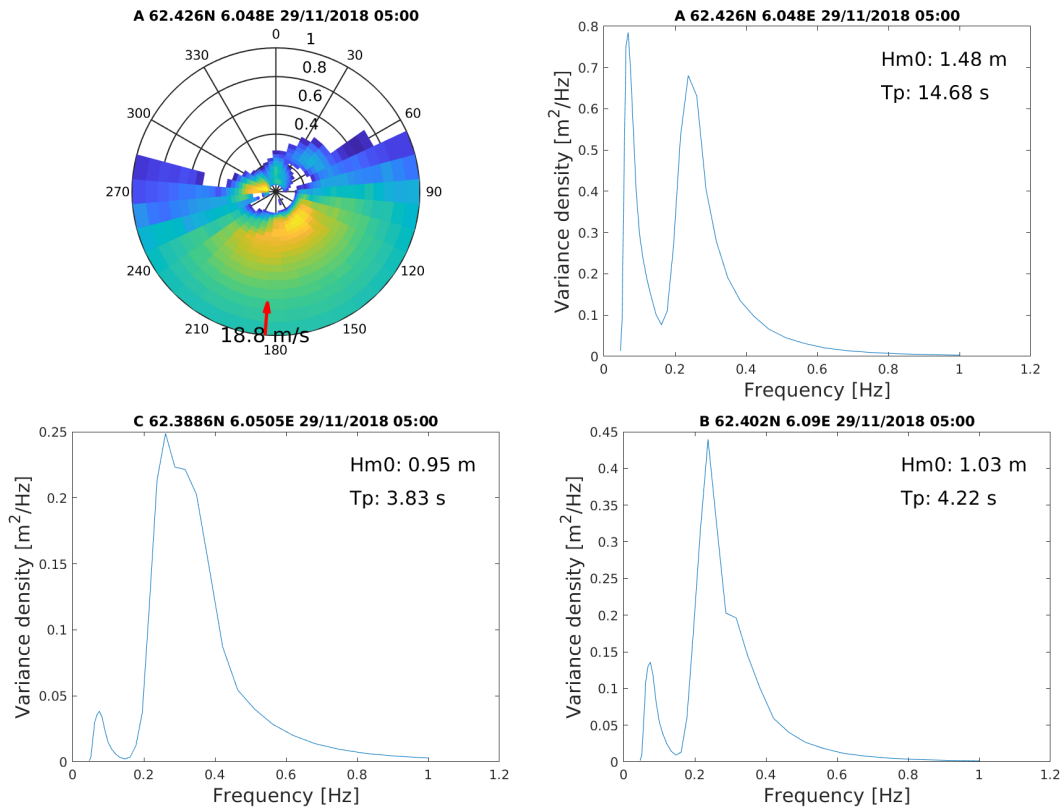 A 62.426N 6.048E 29/11/2018 05:00
0
1
330
30
0.8
0.6
300
60
0.4
270
90
240
120
210
150
18.8 m/s
180
A 62.426N 6.048E 29/11/2018 05:00
Variance density [m²/Hz]
0.8
0.7
0.6
0.5
0.4
0.3
0.2
0.1
0
Hm0: 1.48 m
Tp: 14.68 s
0 0.2 0.4 0.6 0.8 1 1.2
Frequency [Hz]
C 62.3886N 6.0505E 29/11/2018 05:00
Variance density [m²/Hz]
0.25
0.2
0.15
0.1
0.05
0
Hm0: 0.95 m
Tp: 3.83 s
0 0.2 0.4 0.6 0.8 1 1.2
Frequency [Hz]
B 62.402N 6.09E 29/11/2018 05:00
Variance density [m²/Hz]
0.45
0.4
0.35
0.3
0.25
0.2
0.15
0.1
0.05
0
Hm0: 1.03 m
Tp: 4.22 s
0 0.2 0.4 0.6 0.8 1 1.2
Frequency [Hz]